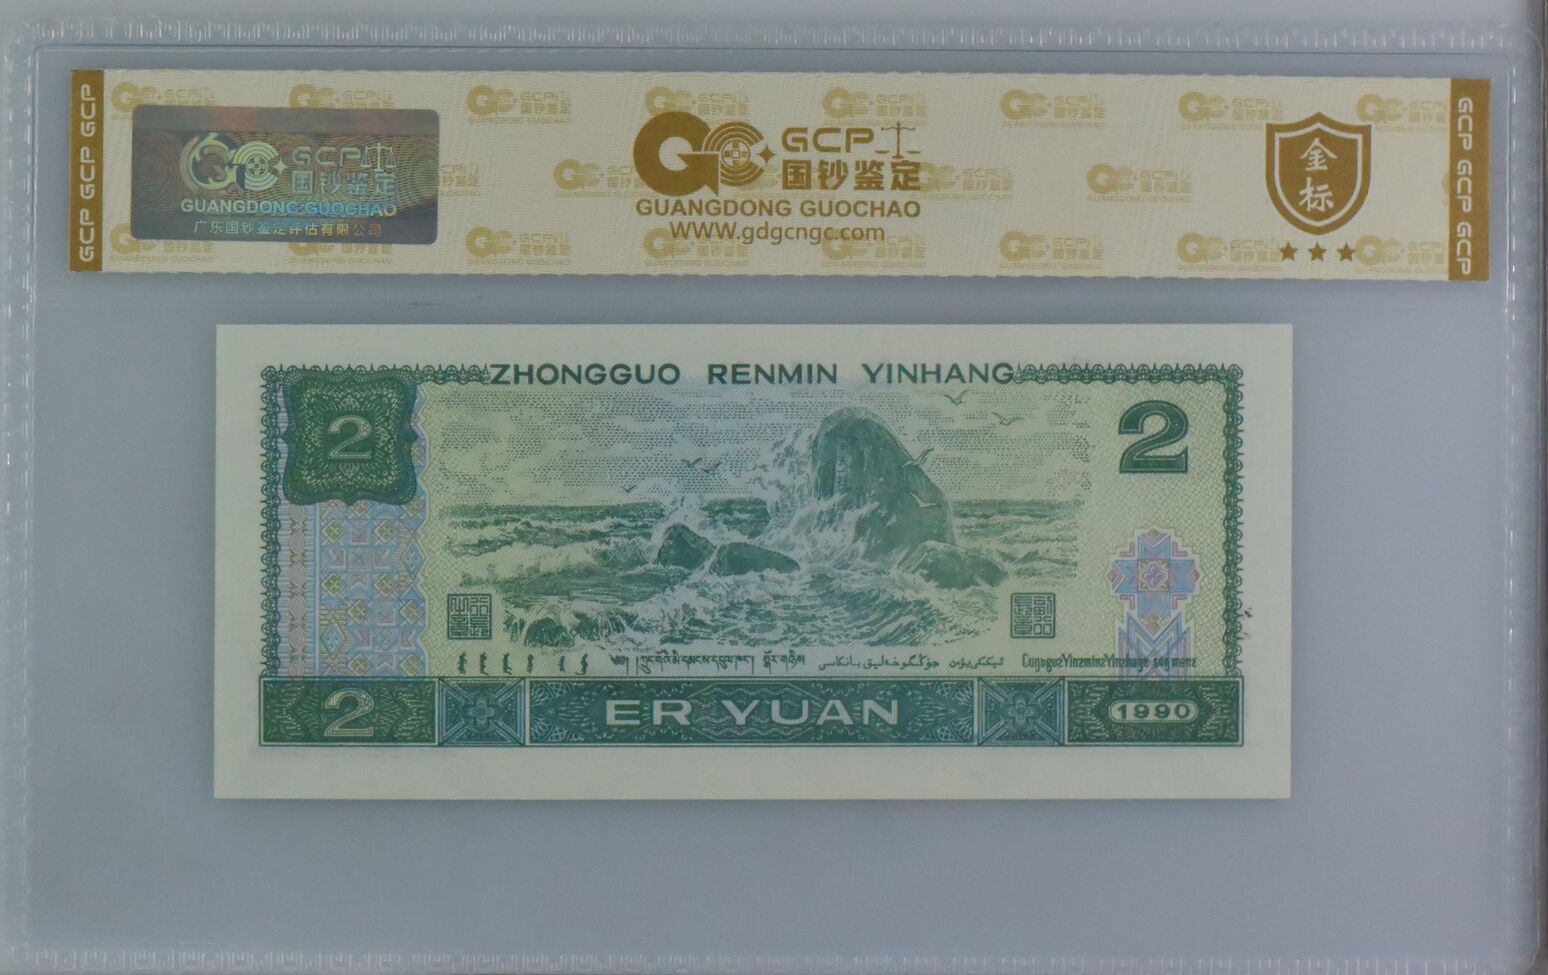 GCP GCP GCP
GCP
国钞鉴定
GUANGDONG GUOCHAO
广东国钞鉴定评估有限公司
GCP
国钞鉴定
GUANGDONG GUOCHAO
WWW.gdgcngc.com
金
标
GCP GCP GCP
ZHONGGUO RENMIN YINHANG
2
2
2
ER YUAN
1990